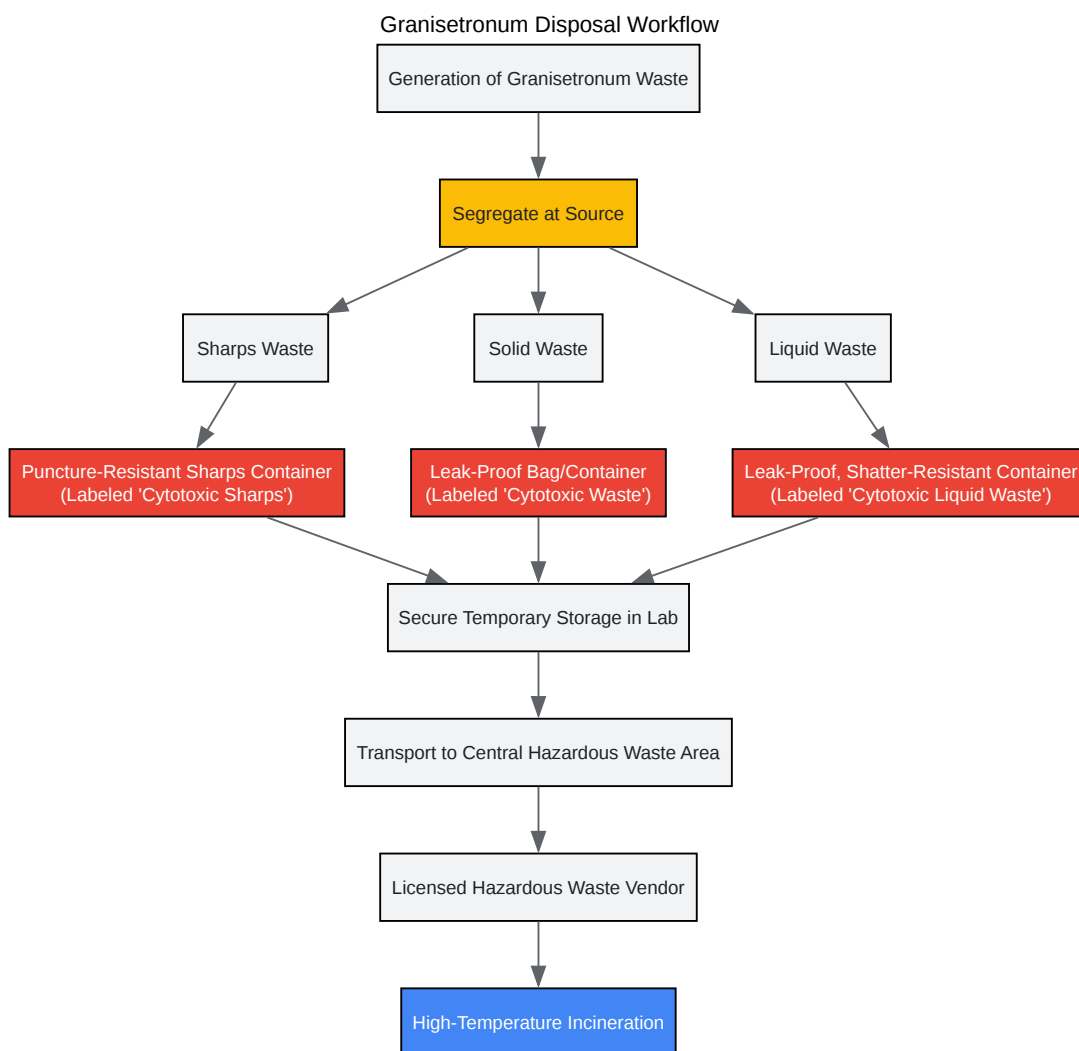 Granisetronum Disposal Workflow
Generation of Granisetronum Waste
Segregate at Source
Sharps Waste
Solid Waste
Liquid Waste
Puncture-Resistant Sharps Container
(Labeled 'Cytotoxic Sharps')
Leak-Proof Bag/Container
(Labeled 'Cytotoxic Waste')
Leak-Proof, Shatter-Resistant Container
(Labeled 'Cytotoxic Liquid Waste')
Secure Temporary Storage in Lab
Transport to Central Hazardous Waste Area
Licensed Hazardous Waste Vendor
High-Temperature Incineration